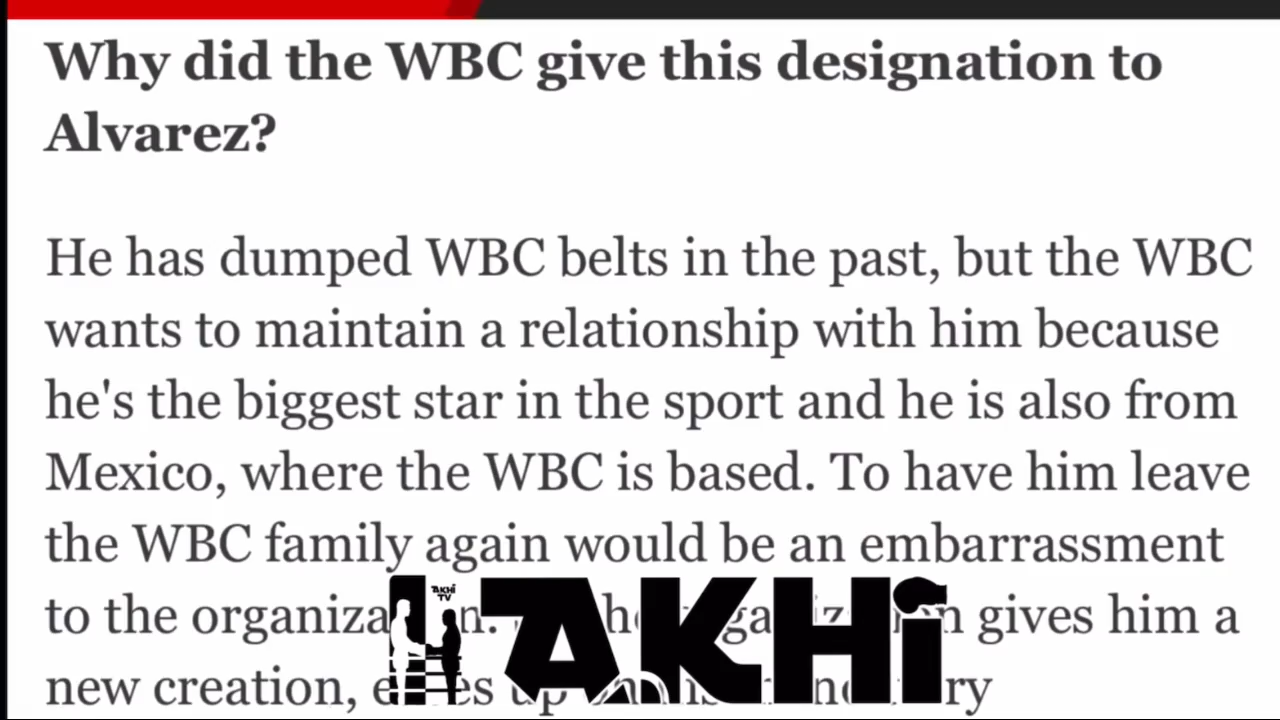 Why did the WBC give this designation to
Alvarez?
He has dumped WBC belts in the past, but the WBC
wants to maintain a relationship with him because
he's the biggest star in the sport and he is also from
Mexico, where the WBC is based. To have him leave
the WBC family again would be an embarrassment
to the gives him a
new creation, up
AKHi
TV
TAKHi